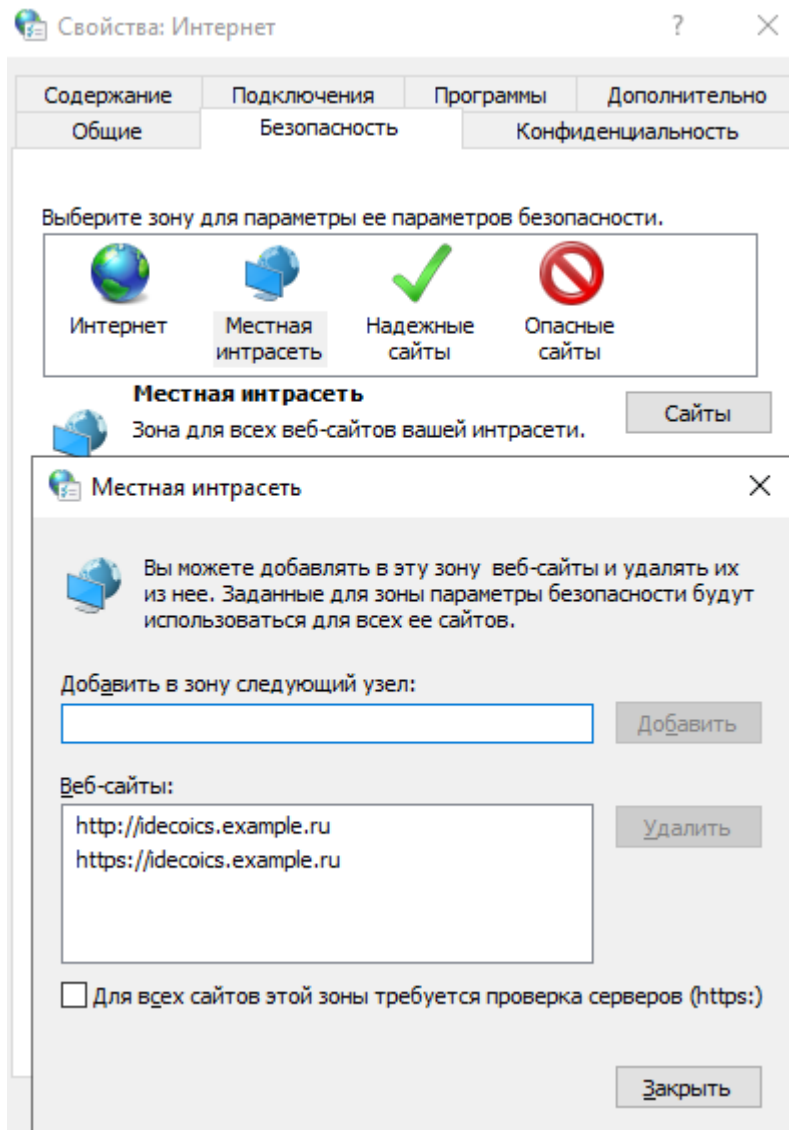 Свойства: Интернет
?
Содержание Подключения Программы Дополнительно
Общие Безопасность Конфиденциальность
Выберите зону для параметры ее параметров безопасности.
Интернет
Местная
интрасеть
Надежные
сайты
Опасные
сайты
Местная интрасеть
Зона для всех веб-сайтов вашей интрасети.
Сайты
Местная интрасеть
Вы можете добавлять в эту зону веб-сайты и удалять их
из нее. Заданные для зоны параметры безопасности будут
использоваться для всех ее сайтов.
Добавить в зону следующий узел:
Добавить
Веб-сайты:
http://idecoics.example.ru
https://idecoics.example.ru
Удалить
Для всех сайтов этой зоны требуется проверка серверов (https:)
Закрыть